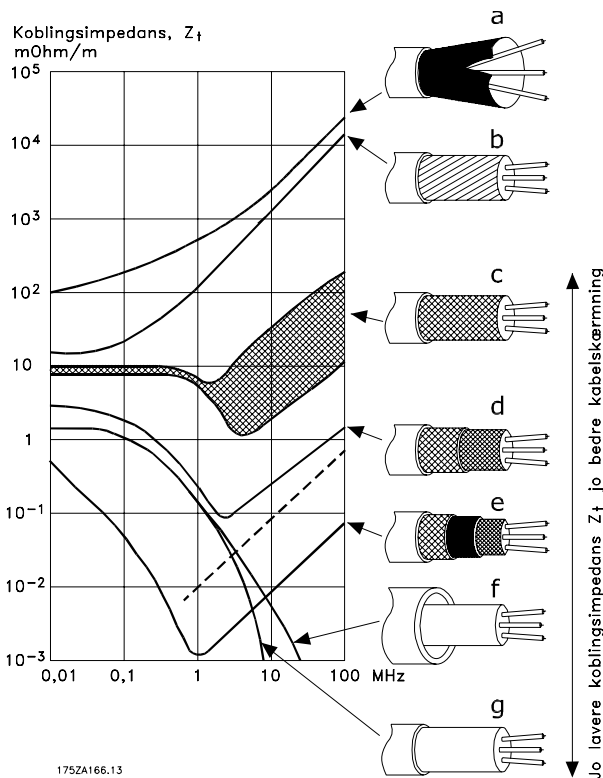 Koblingsimpedans, Zt
mOhm/m
10⁵
10⁴
10³
10²
10
1
10⁻¹
10⁻²
10⁻³
0,01 0,1 1 10 100 MHz
a
b
c
d
e
f
g
Jo lavere koblingsimpedans Zt jo bedre kabelskærmning
175ZA166.13